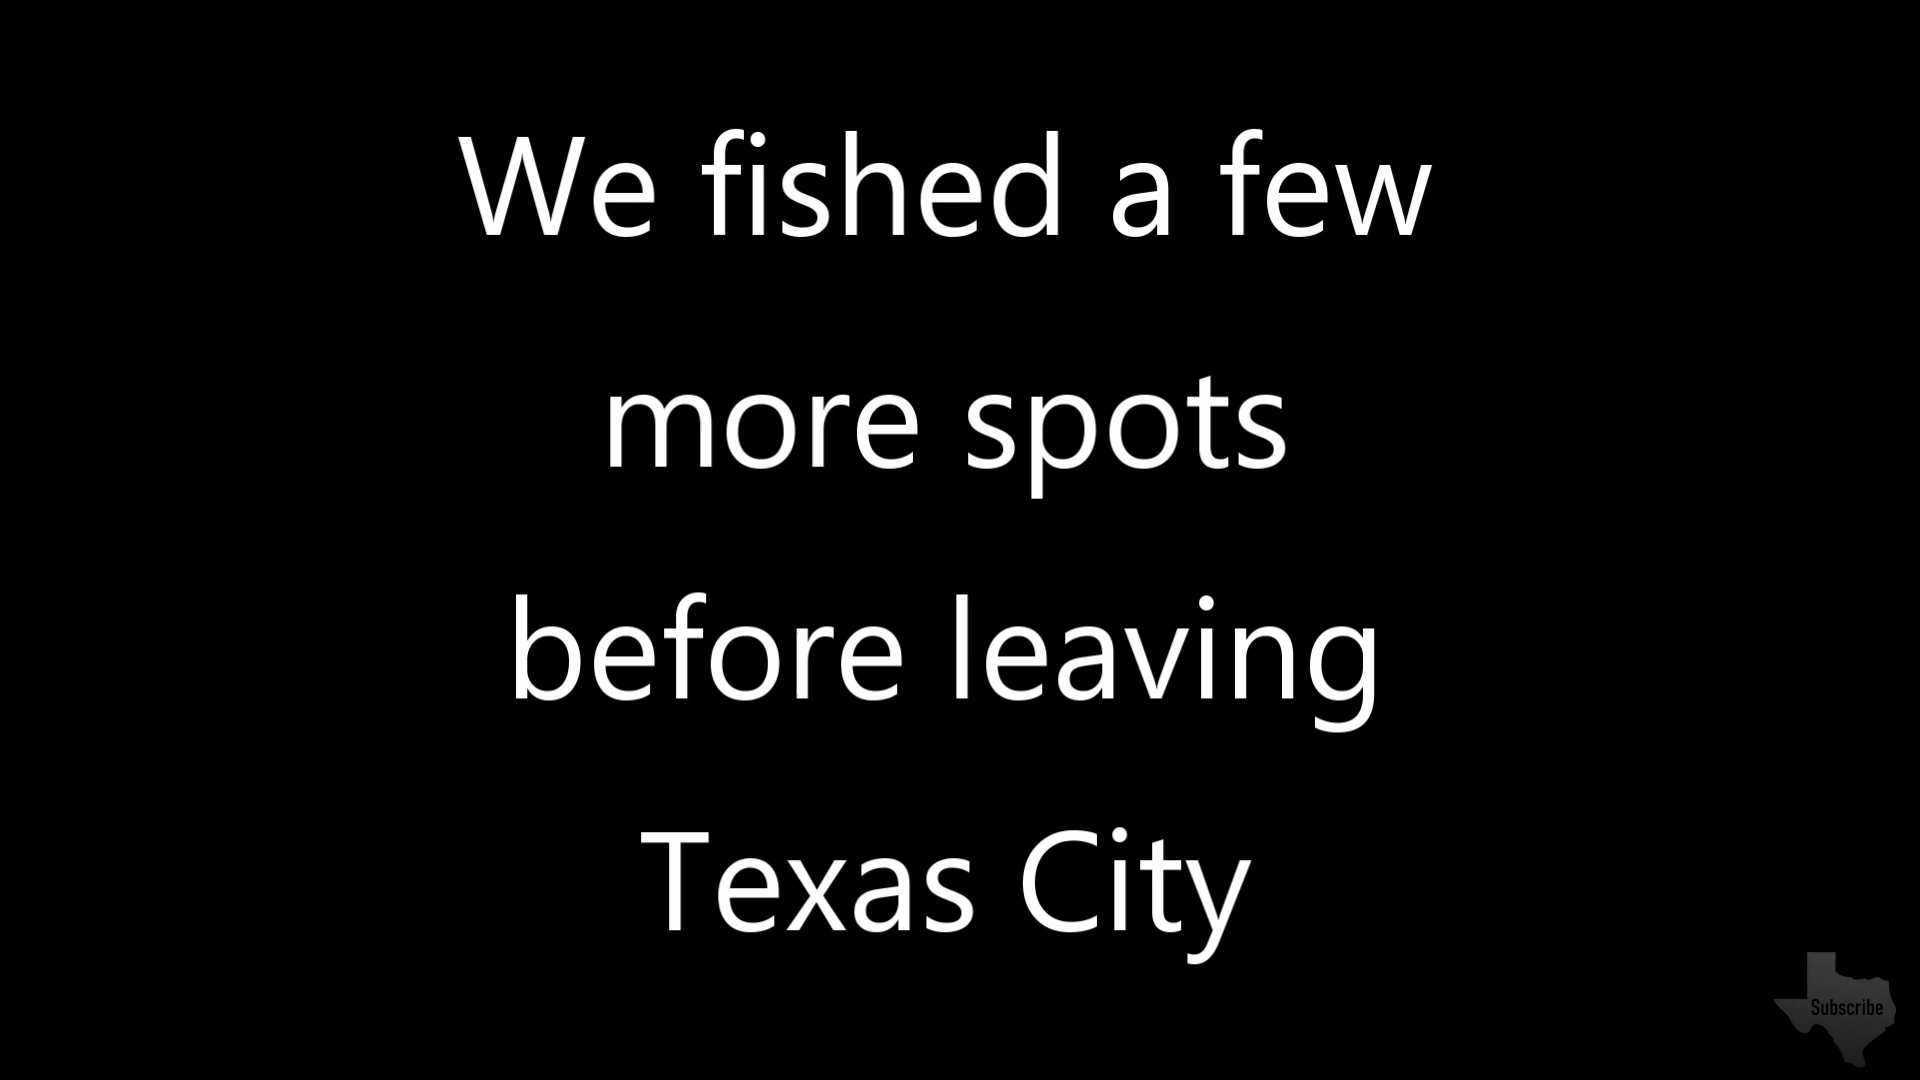 We fished a few
more spots
before leaving
Texas City
Subscribe